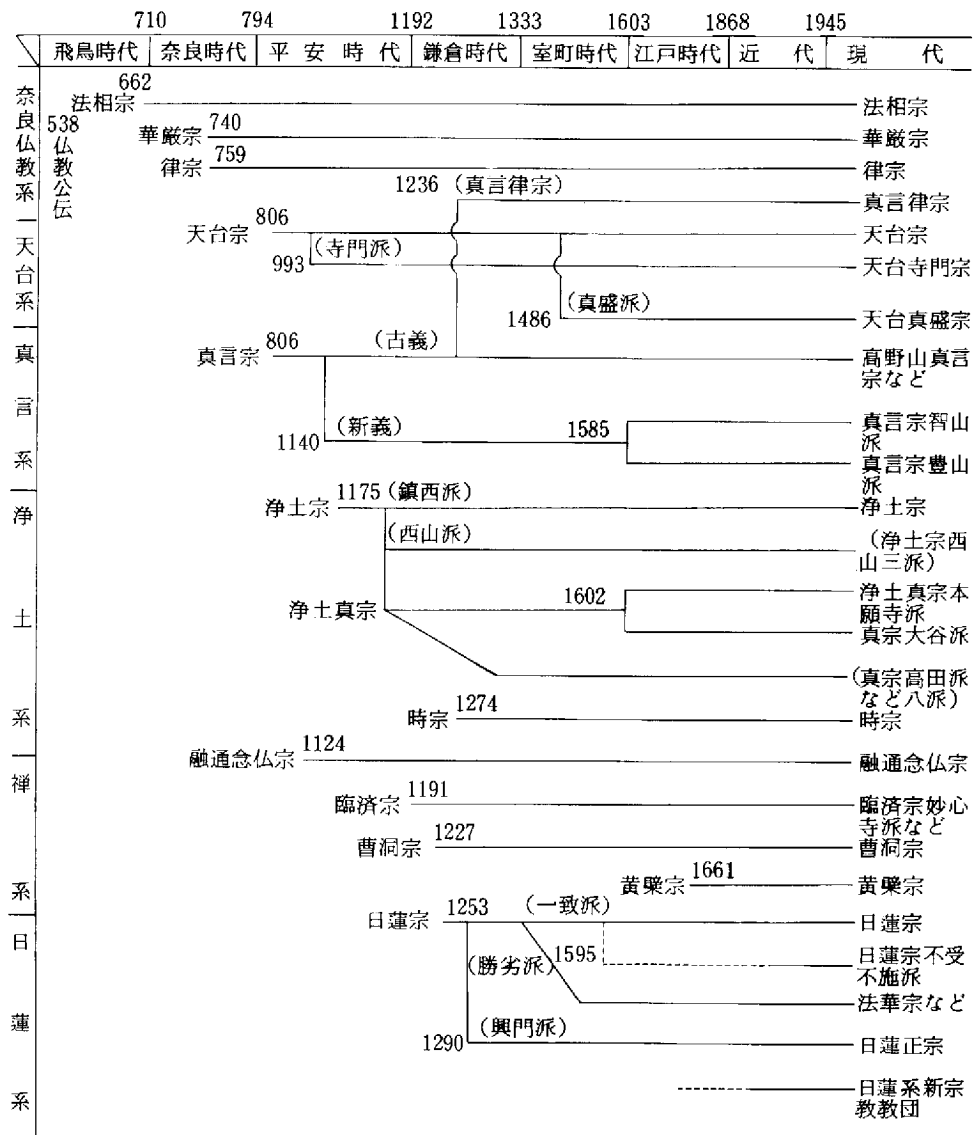 710 794 1192 1333 1603 1868 1945
飛鳥時代 奈良時代 平安時代 鎌倉時代 室町時代 江戸時代 近代 現代
奈良仏教系
538 仏教公伝
法相宗 662 法相宗
華厳宗 740 華厳宗
律宗 759 律宗
1236 (真言律宗) 真言律宗
天台系
天台宗 806 天台宗
993 (寺門派) 天台寺門宗
1486 (真盛派) 天台真盛宗
真言系
真言宗 806 (古義) 高野山真言
宗など
1140 (新義) 1585 真言宗智山
派
真言宗豊山
派
浄土系
浄土宗 1175 (鎮西派) 浄土宗
(西山派) (浄土宗西
山三派)
浄土真宗 1602 浄土真宗本
願寺派
真宗大谷派
(真宗高田派
など八派)
時宗 1274 時宗
融通念仏宗 1124 融通念仏宗
禅系
臨済宗 1191 臨済宗妙心
寺派など
曹洞宗 1227 曹洞宗
黄檗宗 1661 黄檗宗
日蓮系
日蓮宗 1253 (一致派) 日蓮宗
(勝劣派) 1595 日蓮宗不受
不施派
法華宗など
1290 (興門派) 日蓮正宗
日蓮系新宗
教教団